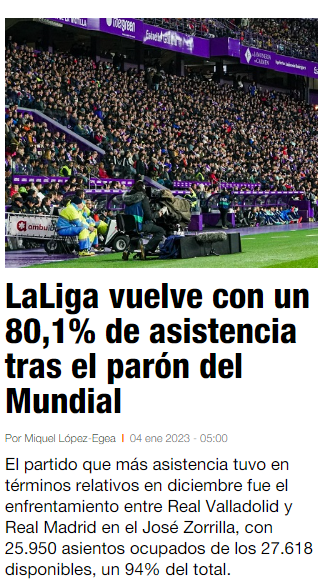 LaLiga vuelve con un
80,1% de asistencia
tras el parón del
Mundial
Por Miquel López-Egea | 04 ene 2023 - 05:00
El partido que más asistencia tuvo en
términos relativos en diciembre fue el
enfrentamiento entre Real Valladolid y
Real Madrid en el José Zorrilla, con
25.950 asientos ocupados de los 27.618
disponibles, un 94% del total.